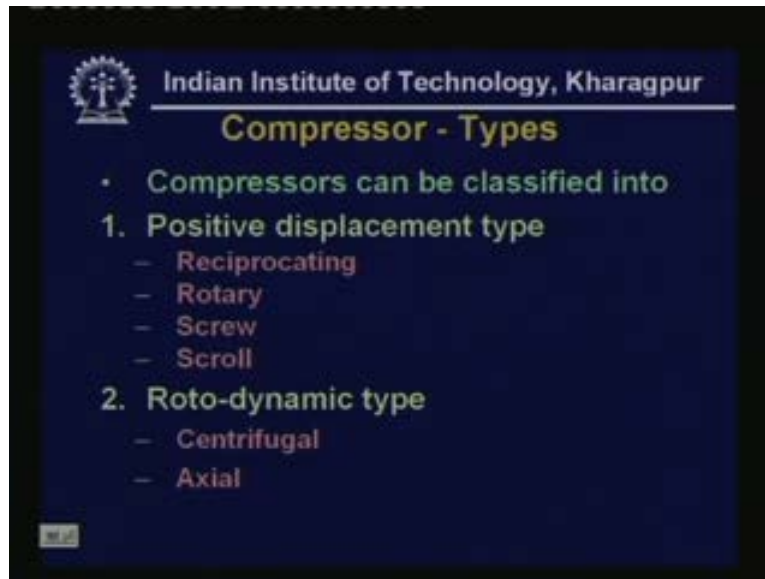 Indian Institute of Technology, Kharagpur
Compressor - Types
• Compressors can be classified into
1. Positive displacement type
– Reciprocating
– Rotary
– Screw
– Scroll
2. Roto-dynamic type
– Centrifugal
– Axial